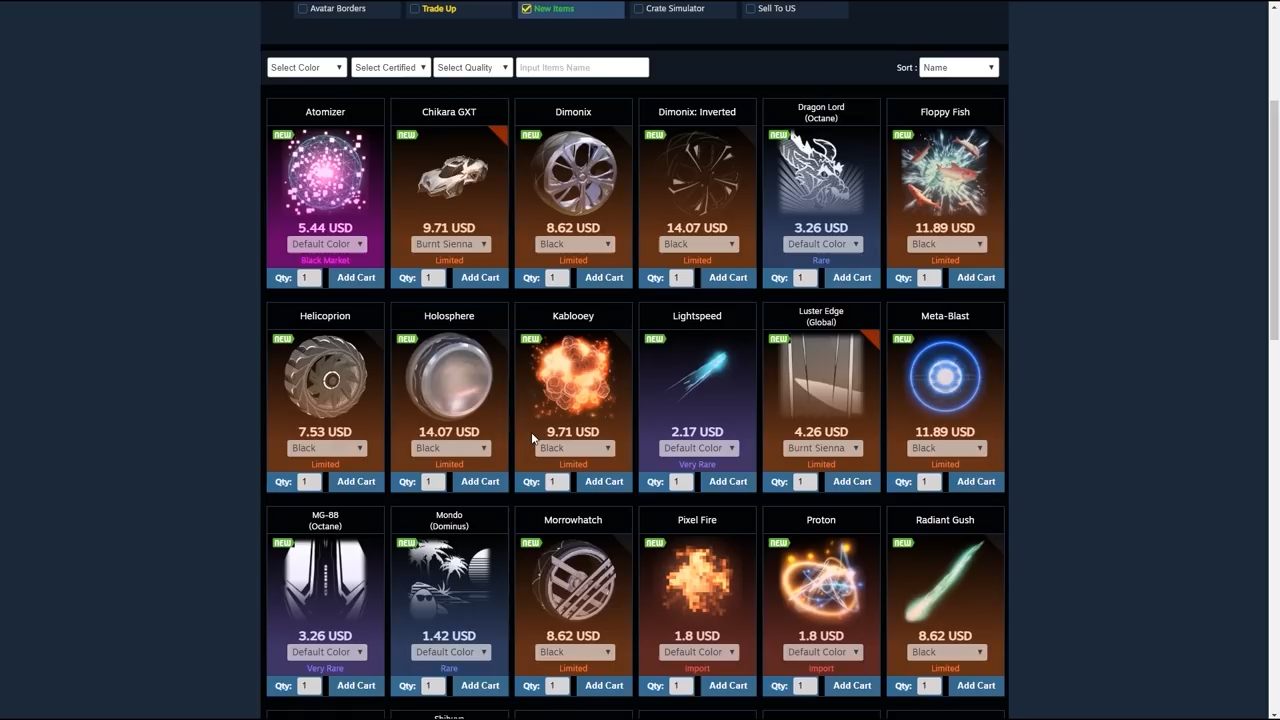 Avatar Borders Trade Up New Items Crate Simulator Sell To US
Select Color Select Certified Select Quality Input Items Name Sort : Name
Atomizer Chikara GXT Dimonix Dimonix: Inverted Dragon Lord (Octane) Floppy Fish
NEW NEW NEW NEW NEW NEW
5.44 USD 9.71 USD 8.62 USD 14.07 USD 3.26 USD 11.89 USD
Default Color Burnt Sienna Black Black Default Color Black
Black Market Limited Limited Limited Rare Limited
Qty: 1 Add Cart Qty: 1 Add Cart Qty: 1 Add Cart Qty: 1 Add Cart Qty: 1 Add Cart Qty: 1 Add Cart
Helicoprion Holosphere Kablooey Lightspeed Luster Edge (Global) Meta-Blast
NEW NEW NEW NEW NEW NEW
7.53 USD 14.07 USD 9.71 USD 2.17 USD 4.26 USD 11.89 USD
Black Black Black Default Color Burnt Sienna Black
Limited Limited Limited Very Rare Limited Limited
Qty: 1 Add Cart Qty: 1 Add Cart Qty: 1 Add Cart Qty: 1 Add Cart Qty: 1 Add Cart Qty: 1 Add Cart
MG-88 (Octane) Mondo (Dominus) Morrowhatch Pixel Fire Proton Radiant Gush
NEW NEW NEW NEW NEW NEW
3.26 USD 1.42 USD 8.62 USD 1.8 USD 1.8 USD 8.62 USD
Default Color Default Color Black Default Color Default Color Black
Very Rare Rare Limited Import Import Limited
Qty: 1 Add Cart Qty: 1 Add Cart Qty: 1 Add Cart Qty: 1 Add Cart Qty: 1 Add Cart Qty: 1 Add Cart